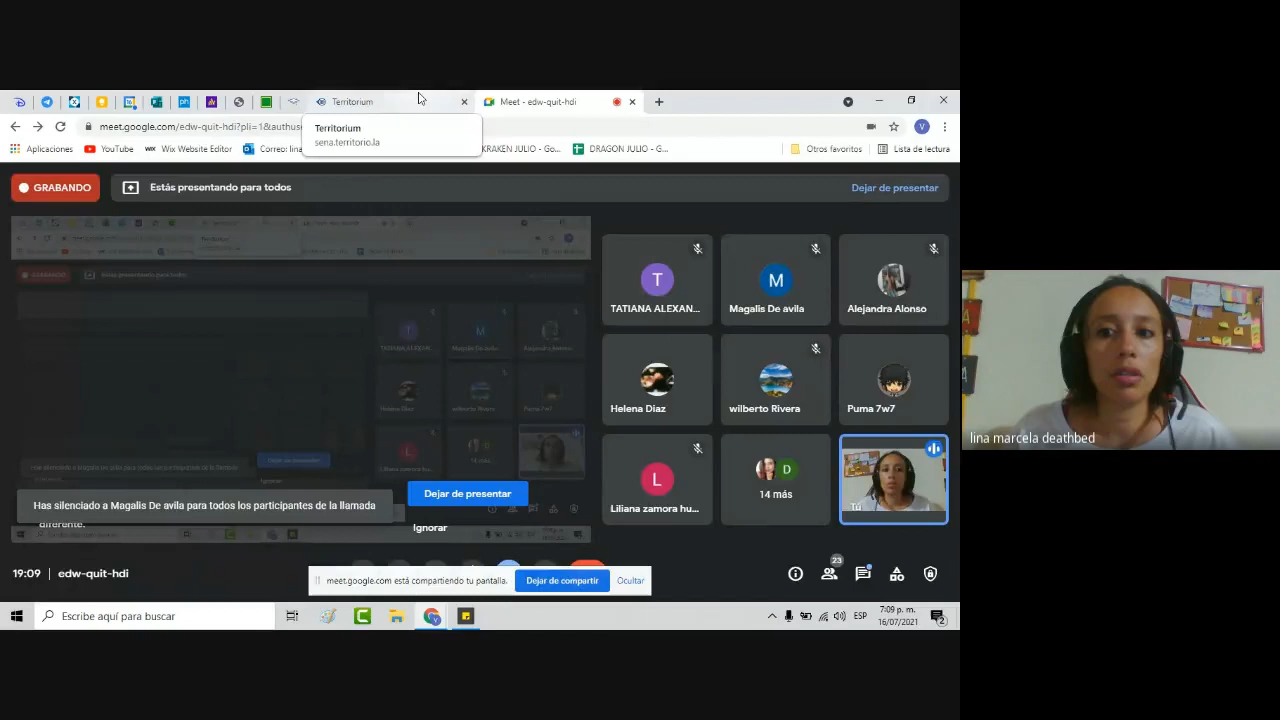 Territorium
Meet - edw-quit-hdi
meet.google.com/edw-quit-hdi?pli=1&authus
Territorium
sena.territorio.la
Aplicaciones
YouTube
Wix Website Editor
Correo: lina
KRAKEN JULIO - Go...
DRAGON JULIO - G...
Otros favoritos
Lista de lectura
GRABANDO
Estás presentando para todos
Dejar de presentar
T
TATIANA ALEXAN...
M
Magalis De avila
Alejandra Alonso
Helena Diaz
wilberto Rivera
Puma 7w7
L
Liliana zamora hu...
D
14 más
Tú
Has silenciado a Magalis De avila para todos los participantes de la llamada
Dejar de presentar
diferente.
Ignorar
lina marcela deathbed
19:09
edw-quit-hdi
meet.google.com está compartiendo tu pantalla.
Dejar de compartir
Ocultar
23
Escribe aquí para buscar
ESP
7:09 p. m.
16/07/2021
2